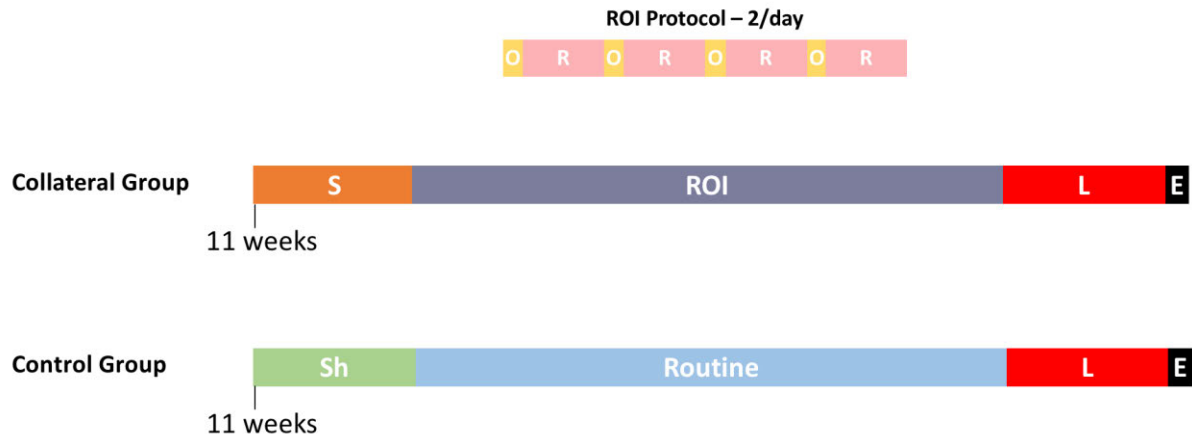 ROI Protocol – 2/day
O R O R O R O R
Collateral Group S ROI L E
11 weeks
Control Group Sh Routine L E
11 weeks